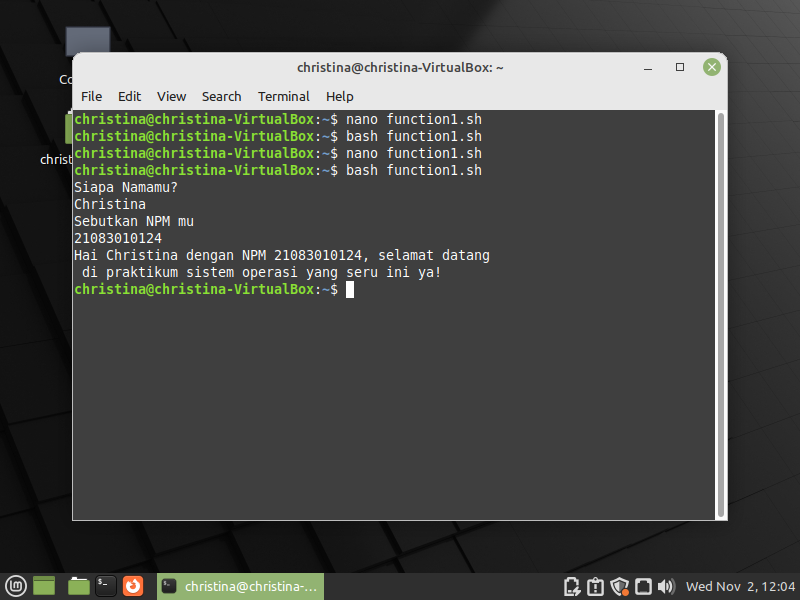 christina@christina-VirtualBox: ~
File Edit View Search Terminal Help
christina@christina-VirtualBox:~$ nano function1.sh
christina@christina-VirtualBox:~$ bash function1.sh
christina@christina-VirtualBox:~$ nano function1.sh
christina@christina-VirtualBox:~$ bash function1.sh
Siapa Namamu?
Christina
Sebutkan NPM mu
21083010124
Hai Christina dengan NPM 21083010124, selamat datang
 di praktikum sistem operasi yang seru ini ya!
christina@christina-VirtualBox:~$
christina@christina-... Wed Nov 2, 12:04